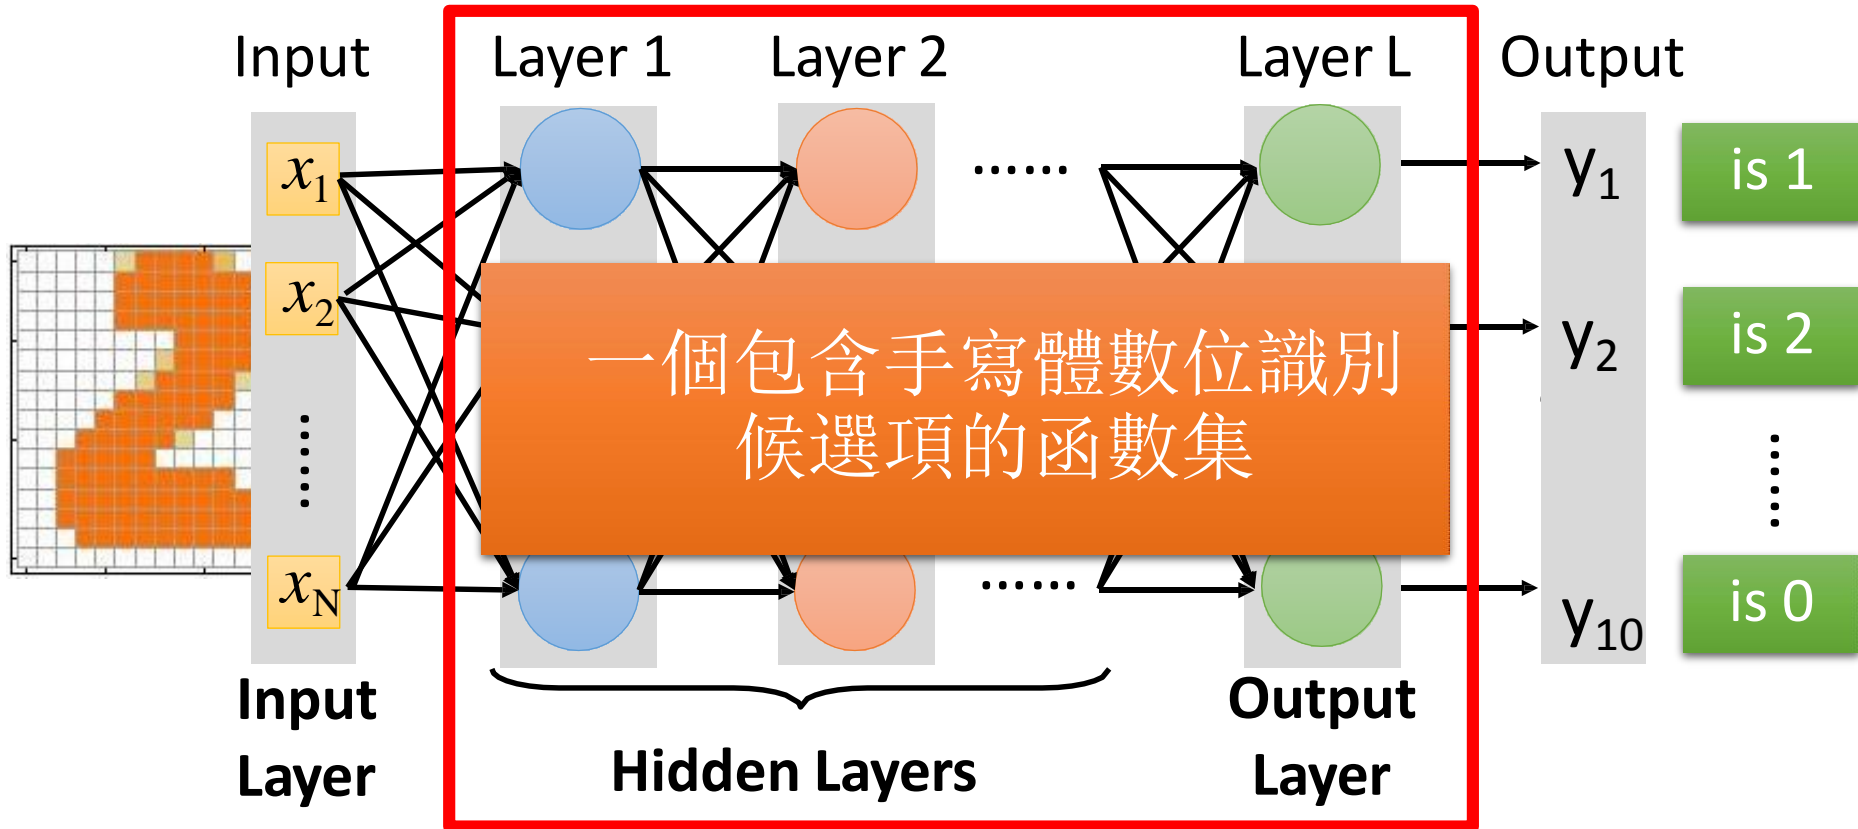 Input
Layer 1
Layer 2
Layer L
Output
x1
x2
......
xN
......
......
一個包含手寫體數位識別
候選項的函數集
y1
y2
y10
is 1
is 2
......
is 0
Input
Layer
Hidden Layers
Output
Layer